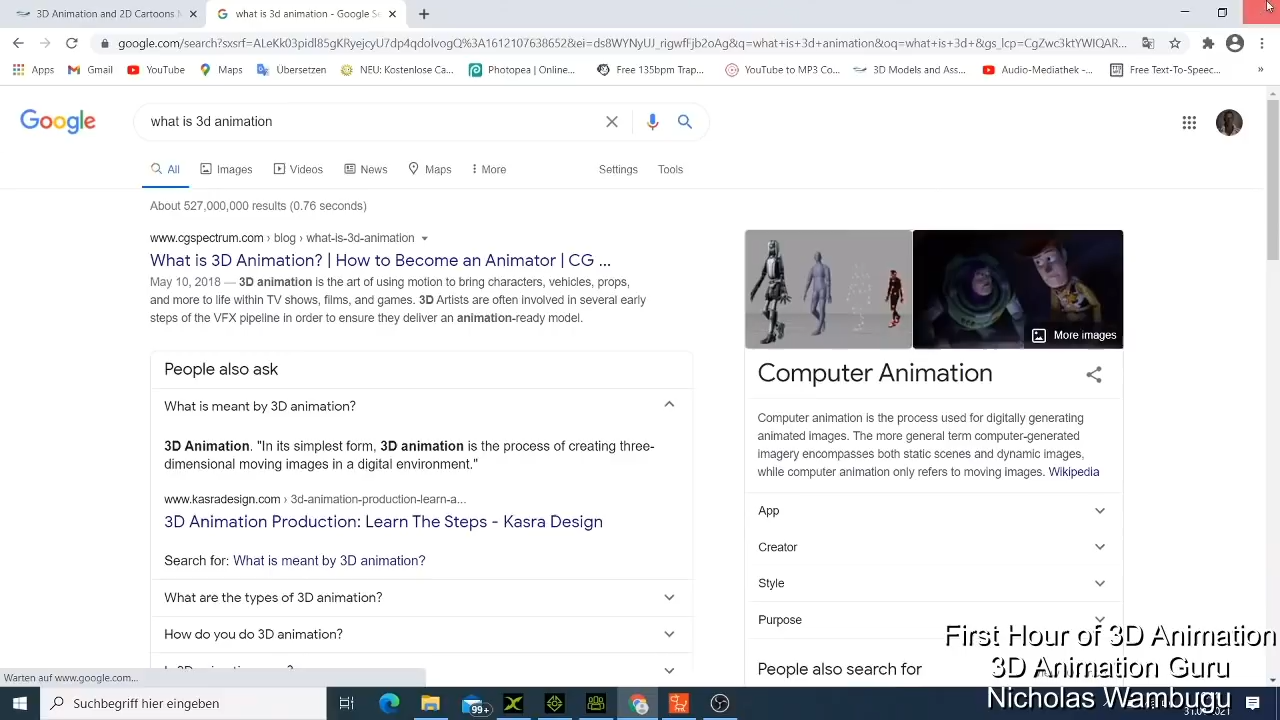 3D Animation and 2D Cartoons M
what is 3d animation - Google Se
google.com/search?sxsrf=ALeKk03pidl85gKRyejcyU7dp4qdoIvogQ%3A1612107638652&ei=ds8WYNyUJ_rigwfFjb2oAg&q=what+is+3d+animation&oq=what+is+3d+&gs_lcp=CgZwc3ktYWIQAR...
Apps
Gmail
YouTube
Maps
Übersetzen
NEU: Kostenlose Ca...
Photopea | Online...
Free 135bpm Trap...
YouTube to MP3 Co...
3D Models and Ass...
Audio-Mediathek -...
Free Text-To-Speec...
»
Google
what is 3d animation
All
Images
Videos
News
Maps
More
Settings
Tools
About 527,000,000 results (0.76 seconds)
www.cgspectrum.com › blog › what-is-3d-animation
What is 3D Animation? | How to Become an Animator | CG ...
May 10, 2018 — 3D animation is the art of using motion to bring characters, vehicles, props,
and more to life within TV shows, films, and games. 3D Artists are often involved in several early
steps of the VFX pipeline in order to ensure they deliver an animation-ready model.
People also ask
What is meant by 3D animation?
3D Animation. "In its simplest form, 3D animation is the process of creating three-
dimensional moving images in a digital environment."
www.kasradesign.com › 3d-animation-production-learn-a...
3D Animation Production: Learn The Steps - Kasra Design
Search for: What is meant by 3D animation?
What are the types of 3D animation?
How do you do 3D animation?
More images
Computer Animation
Computer animation is the process used for digitally generating
animated images. The more general term computer-generated
imagery encompasses both static scenes and dynamic images,
while computer animation only refers to moving images. Wikipedia
App
Creator
Style
Purpose
People also search for
First Hour of 3D Animation
3D Animation Guru
Nicholas Wambugu
Warten auf www.google.com...
Suchbegriff hier eingeben
99+